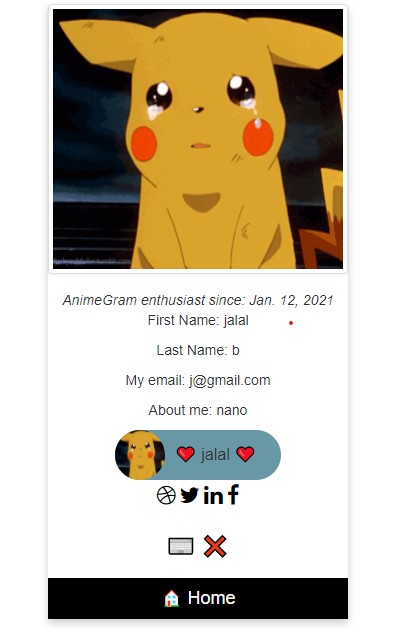 AnimeGram enthusiast since: Jan. 12, 2021
First Name: jalal
Last Name: b
My email: j@gmail.com
About me: nano
jalal
Home